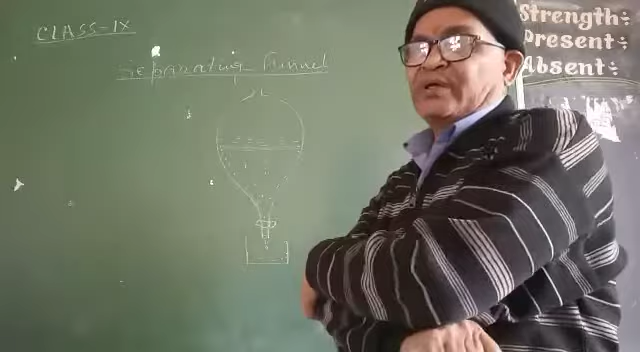 CLASS-IX
Separating Funnel
Strength:
Present:
Absent: